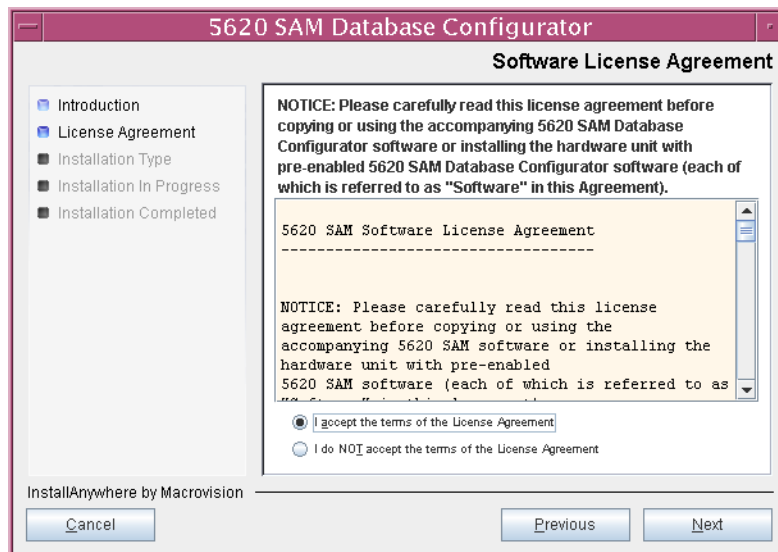 5620 SAM Database Configurator
Software License Agreement
Introduction
License Agreement
Installation Type
Installation In Progress
Installation Completed
NOTICE: Please carefully read this license agreement before
copying or using the accompanying 5620 SAM Database
Configurator software or installing the hardware unit with
pre-enabled 5620 SAM Database Configurator software (each of
which is referred to as "Software" in this Agreement).
5620 SAM Software License Agreement
-----------------------------------
NOTICE: Please carefully read this license
agreement before copying or using the
accompanying 5620 SAM software or installing the
hardware unit with pre-enabled
5620 SAM software (each of which is referred to as
I accept the terms of the License Agreement
I do NOT accept the terms of the License Agreement
InstallAnywhere by Macrovision
Cancel
Previous
Next